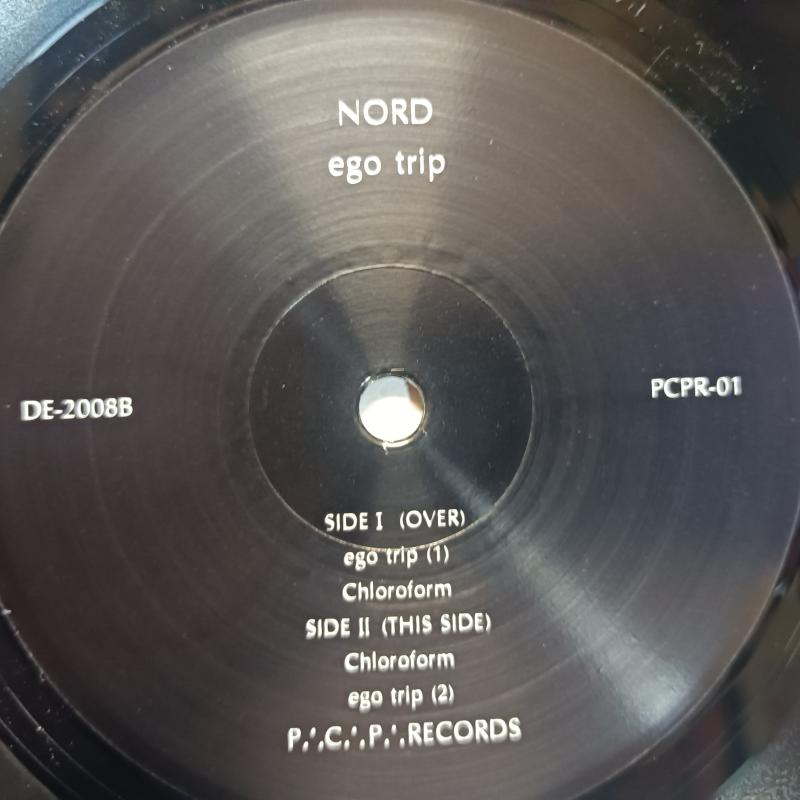 NORD
ego trip
DE-2008B
PCPR-01
SIDE I (OVER)
ego trip (1)
Chloroform
SIDE II (THIS SIDE)
Chloroform
ego trip (2)
P∴C∴P∴RECORDS